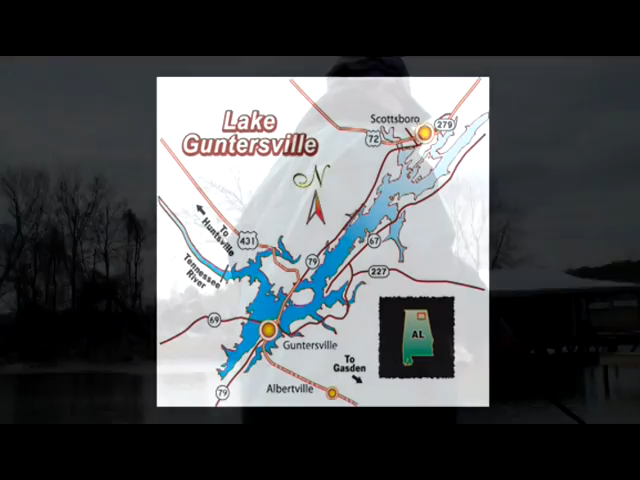 Lake
Guntersville
Scottsboro
279
72
N
431
To
Huntsville
Tennessee
River
79
67
227
69
AL
Guntersville
To
Gasden
Albertville
79